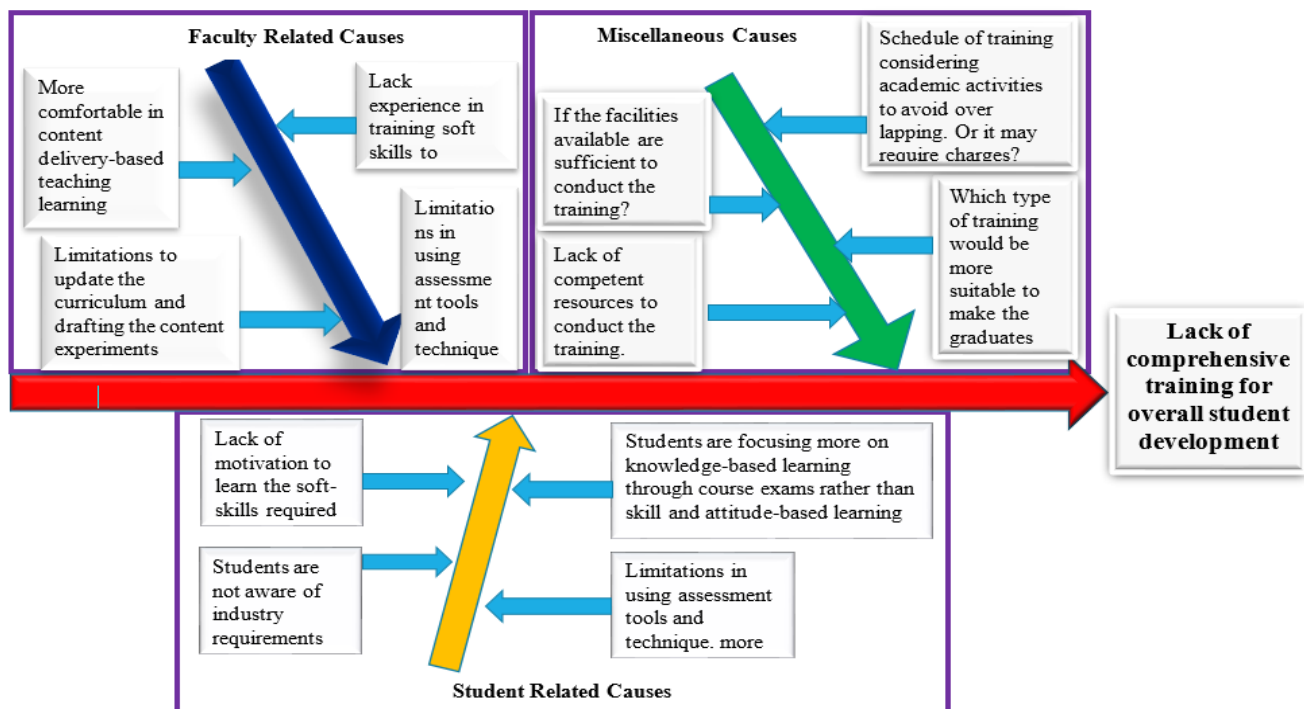 Faculty Related Causes
More
comfortable in
content
delivery-based
teaching
learning
Lack
experience in
training soft
skills to
Limitations to
update the
curriculum and
drafting the content
experiments
Limitatio
ns in
using
assessme
nt tools
and
technique
Miscellaneous Causes
If the facilities
available are
sufficient to
conduct the
training?
Schedule of training
considering
academic activities
to avoid over
lapping. Or it may
require charges?
Lack of
competent
resources to
conduct the
training.
Which type
of training
would be
more
suitable to
make the
graduates
Lack of
comprehensive
training for
overall student
development
Lack of
motivation to
learn the soft-
skills required
Students are focusing more on
knowledge-based learning
through course exams rather than
skill and attitude-based learning
Students are
not aware of
industry
requirements
Limitations in
using assessment
tools and
technique. more
Student Related Causes